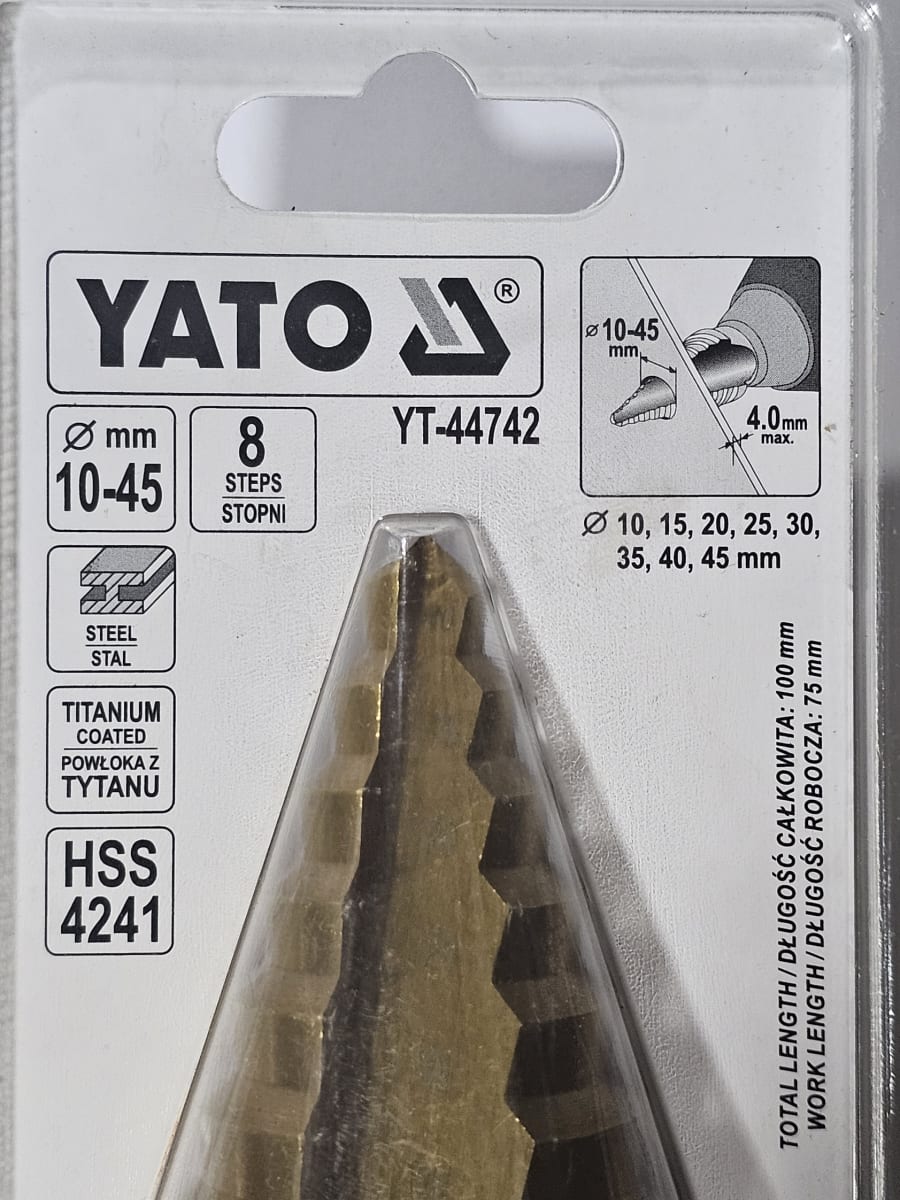 YATO ®
YT-44742
⌀ mm
10-45
8
STEPS
STOPNI
⌀10-45
mm
4.0mm
max.
⌀ 10, 15, 20, 25, 30,
35, 40, 45 mm
STEEL
STAL
TITANIUM
COATED
POWŁOKA Z
TYTANU
HSS
4241
TOTAL LENGTH / DŁUGOŚĆ CAŁKOWITA: 100 mm
WORK LENGTH / DŁUGOŚĆ ROBOCZA: 75 mm